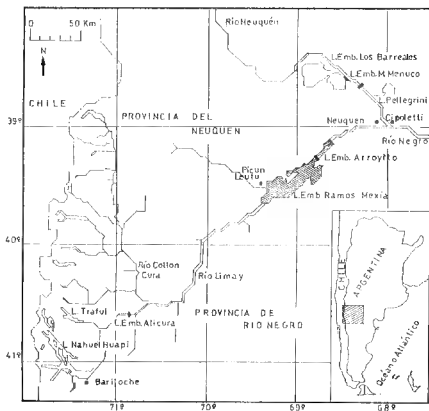 0 50 Km
N
Río Neuquén
L.Emb. Los Barreales
L.Emb.M.Menuco
L.Pellegrini
CHILE
PROVINCIA DEL
NEUQUEN
Neuquen
Cipoletti
39°
Río Negro
L.Emb. Arroyito
Picun
Leufu
L.Emb. Ramos Mexia
40°
Río Collon
Cura
Río Limay
L. Traful
L.Emb. Alicura
PROVINCIA DE
RIO NEGRO
L. Nahuel Huapi
41°
Bariloche
71°
70°
69°
68°
CHILE
ARGENTINA
Océano Atlántico